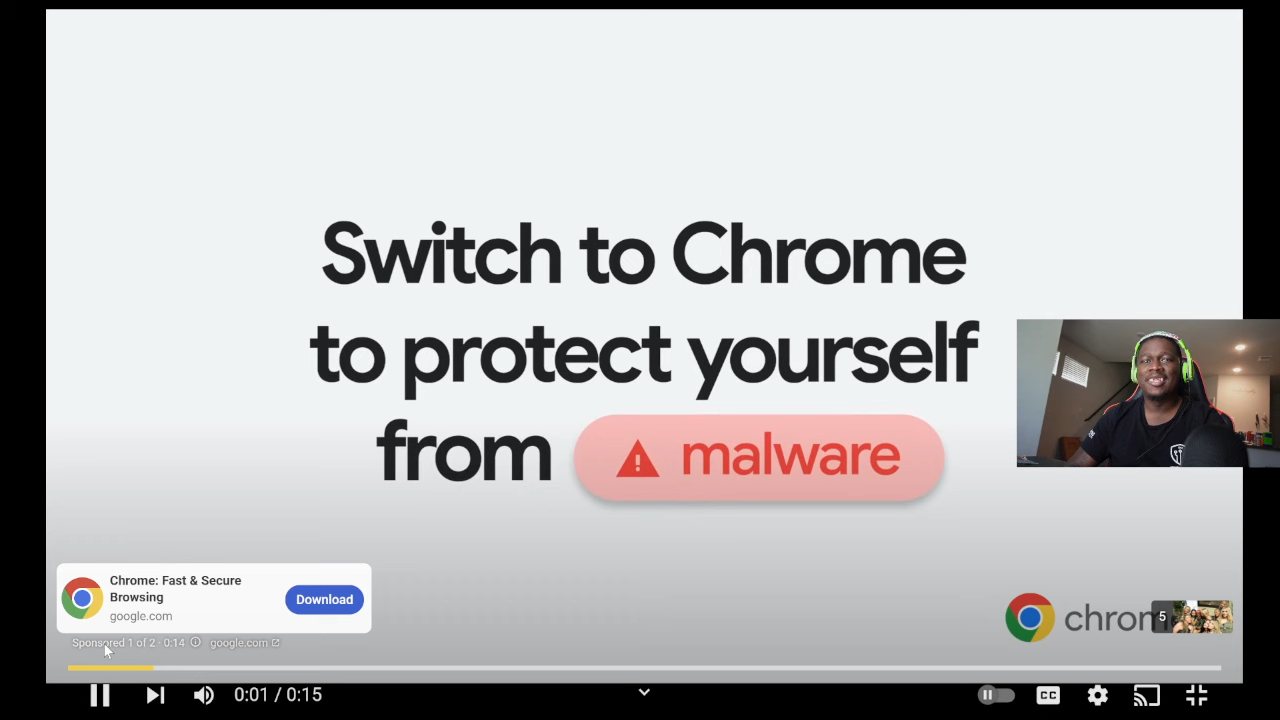 Switch to Chrome
to protect yourself
from malware
Chrome: Fast & Secure
Browsing
google.com
Download
Sponsored 1 of 2 · 0:14 google.com
chrom
5
0:01 / 0:15
CC